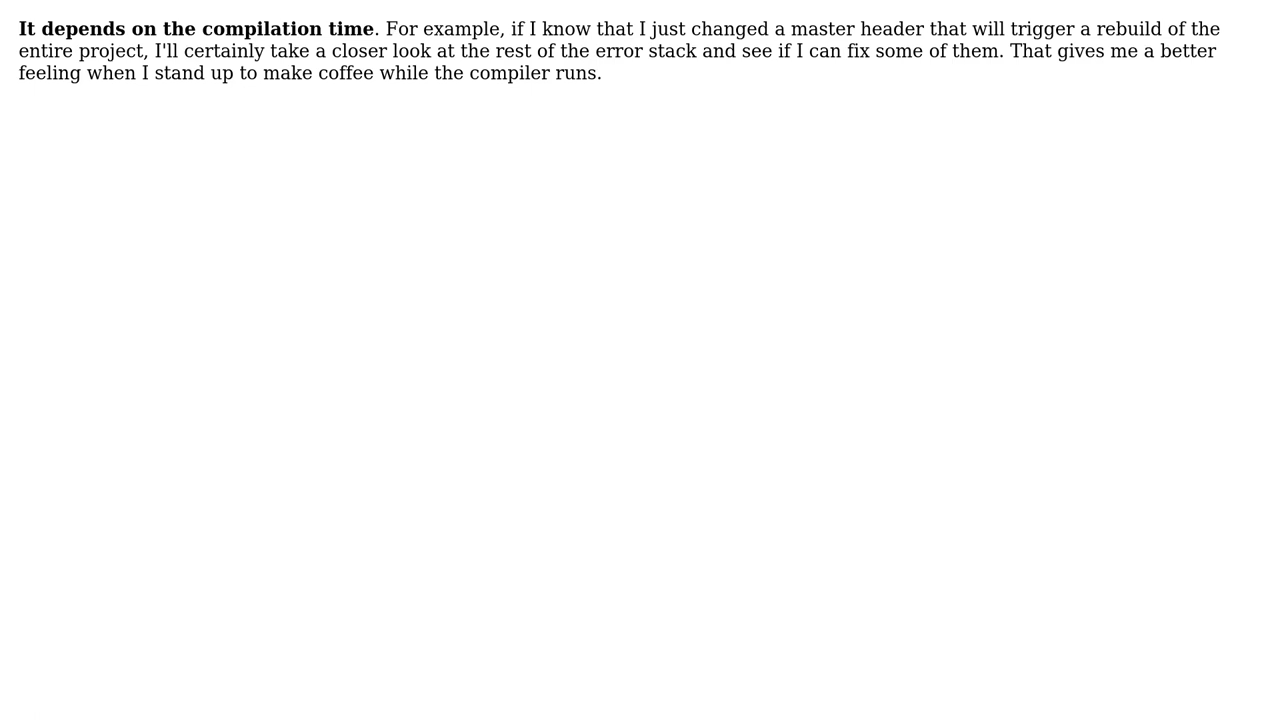 It depends on the compilation time. For example, if I know that I just changed a master header that will trigger a rebuild of the
entire project, I'll certainly take a closer look at the rest of the error stack and see if I can fix some of them. That gives me a better
feeling when I stand up to make coffee while the compiler runs.